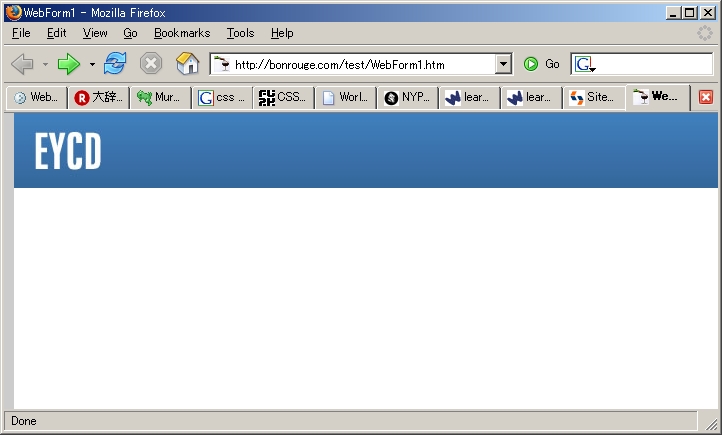 WebForm1 - Mozilla Firefox
File Edit View Go Bookmarks Tools Help
http://bonrouge.com/test/WebForm1.htm Go
Web... 大辞... Mur... css ... CSS... Worl... NYP... lear... lear... Site... We...
EYCD
Done